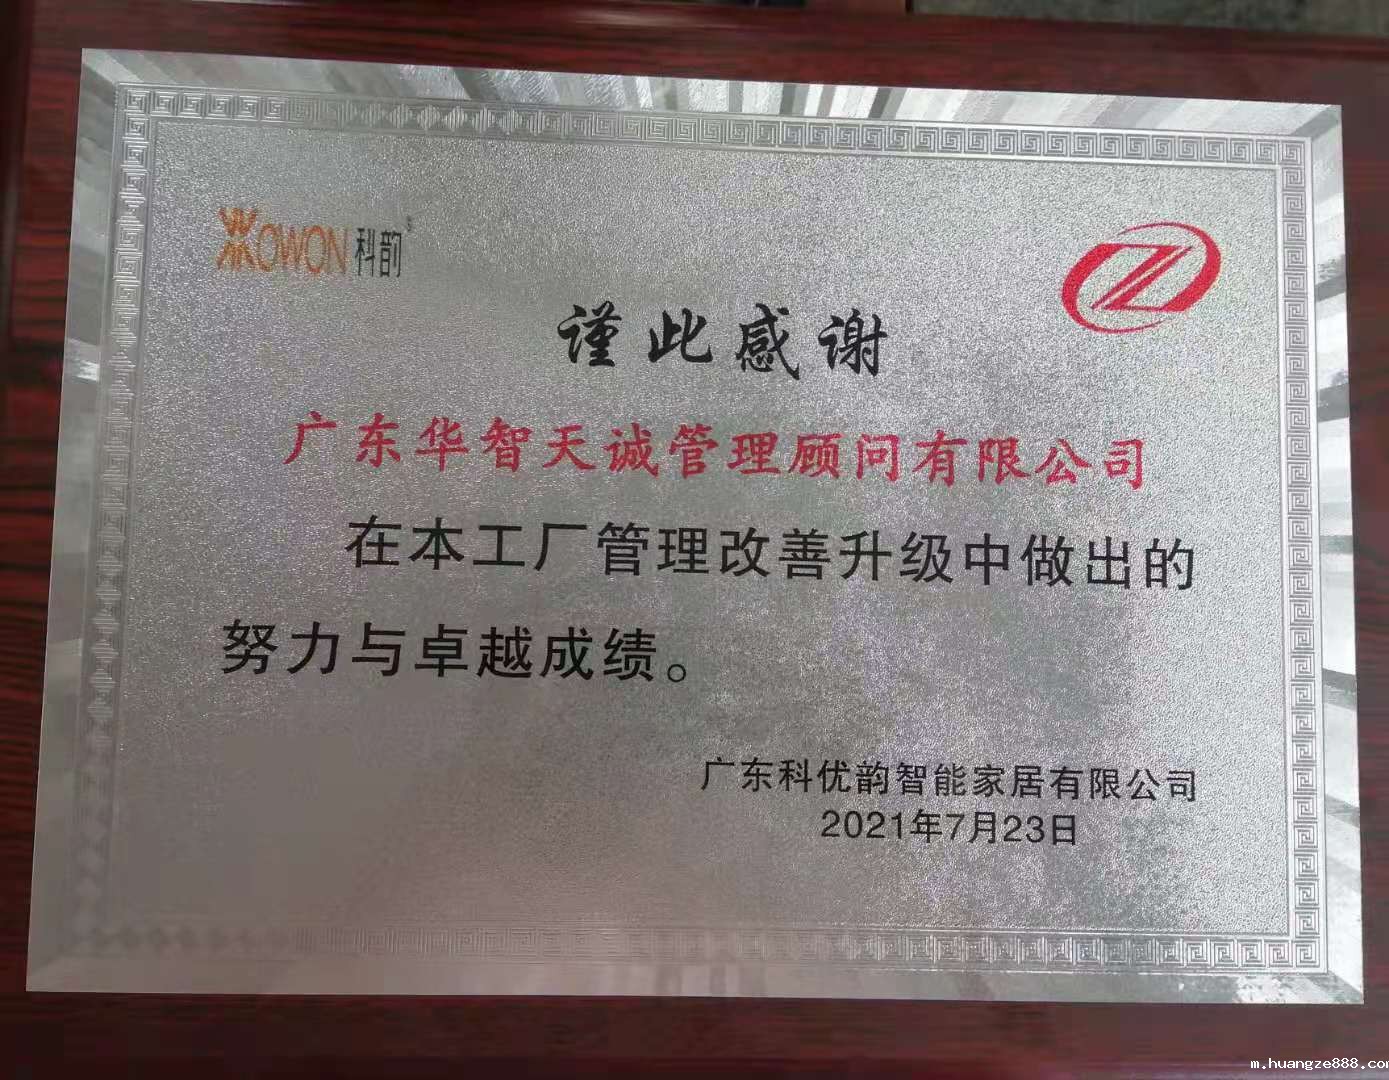 KOWON科韵®
谨此感谢
广东华智天诚管理顾问有限公司
在本工厂管理改善升级中做出的
努力与卓越成绩。
广东科优韵智能家居有限公司
2021年7月23日
m.huangze888.com